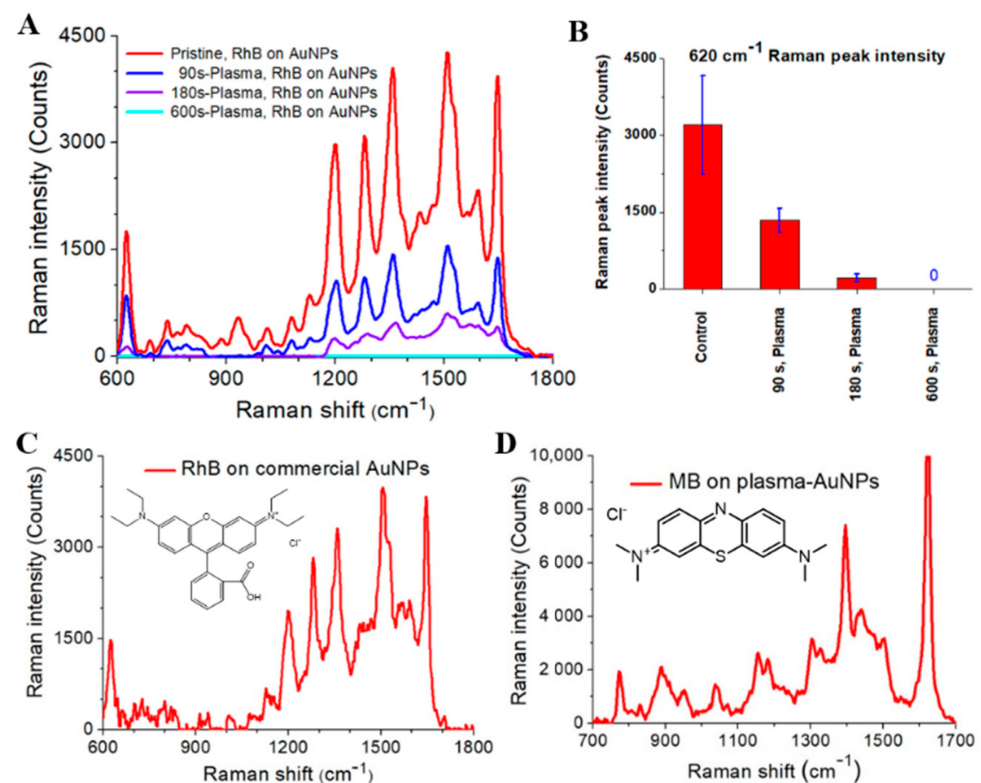 A
4500
3000
1500
0
Raman intensity (Counts)
Pristine, RhB on AuNPs
90s-Plasma, RhB on AuNPs
180s-Plasma, RhB on AuNPs
600s-Plasma, RhB on AuNPs
600 900 1200 1500 1800
Raman shift (cm⁻¹)
B
620 cm⁻¹ Raman peak intensity
4500
3000
1500
0
Raman peak intensity (Counts)
0
Control
90 s, Plasma
180 s, Plasma
600 s, Plasma
C
4500
3000
1500
0
Raman intensity (Counts)
RhB on commercial AuNPs
N
O
N⁺
Cl⁻
O
OH
600 900 1200 1500 1800
Raman shift (cm⁻¹)
D
10,000
8 000
6 000
4 000
2 000
0
Raman intensity (Counts)
MB on plasma-AuNPs
Cl⁻
N
N⁺
S
N
700 900 1100 1300 1500 1700
Raman shift (cm⁻¹)